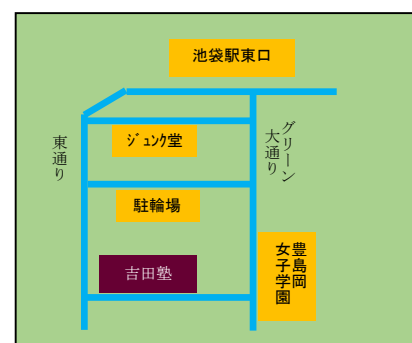 池袋駅東口
ジュンク堂
東通り
グリーン
大通り
駐輪場
吉田塾
豊島岡
女子学園